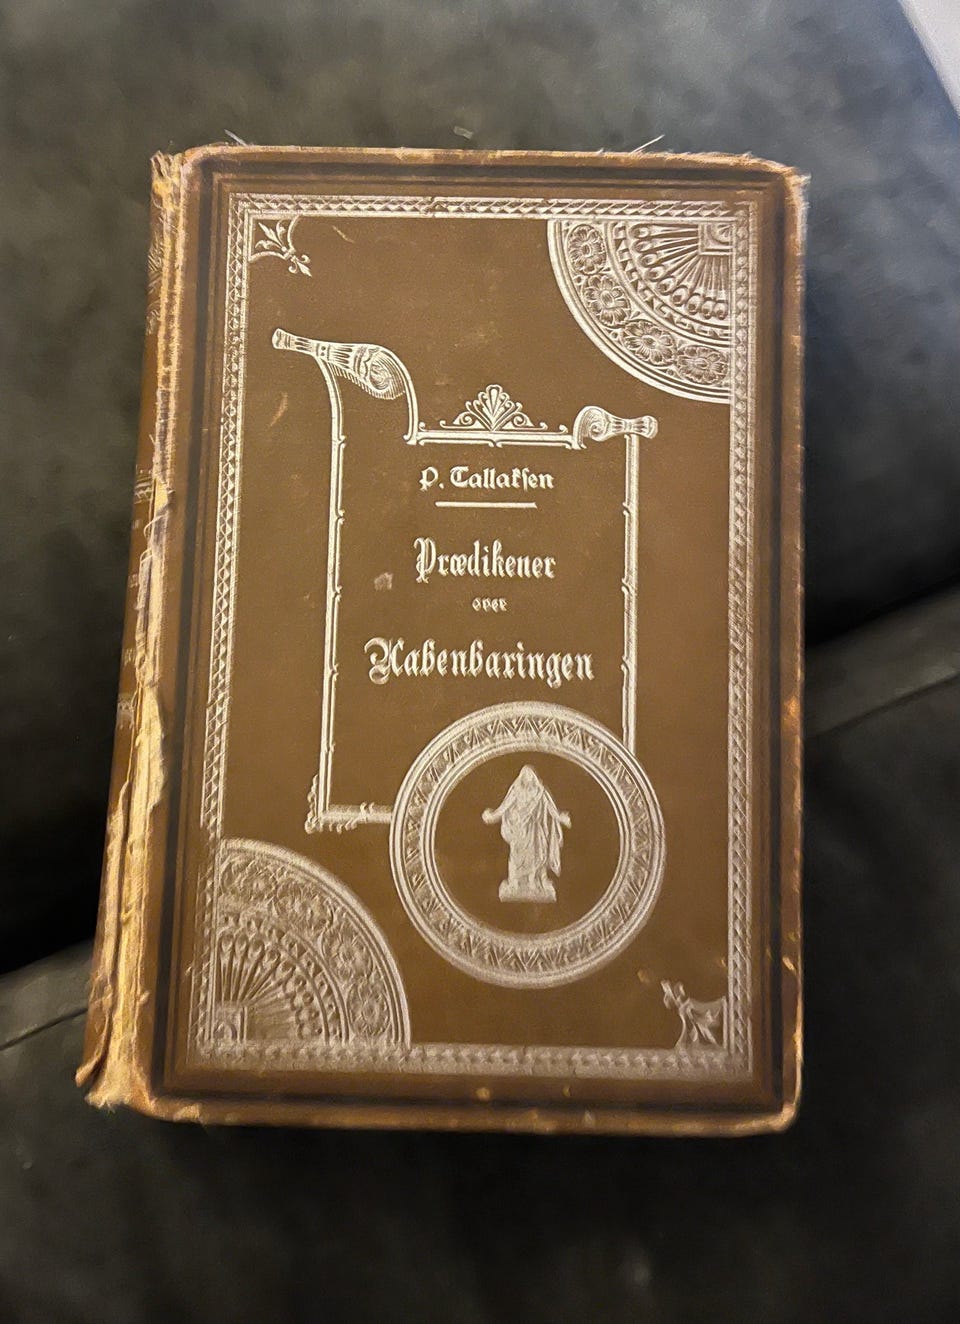 P. Tallaksen
Prædikener
over
Aabenbaringen